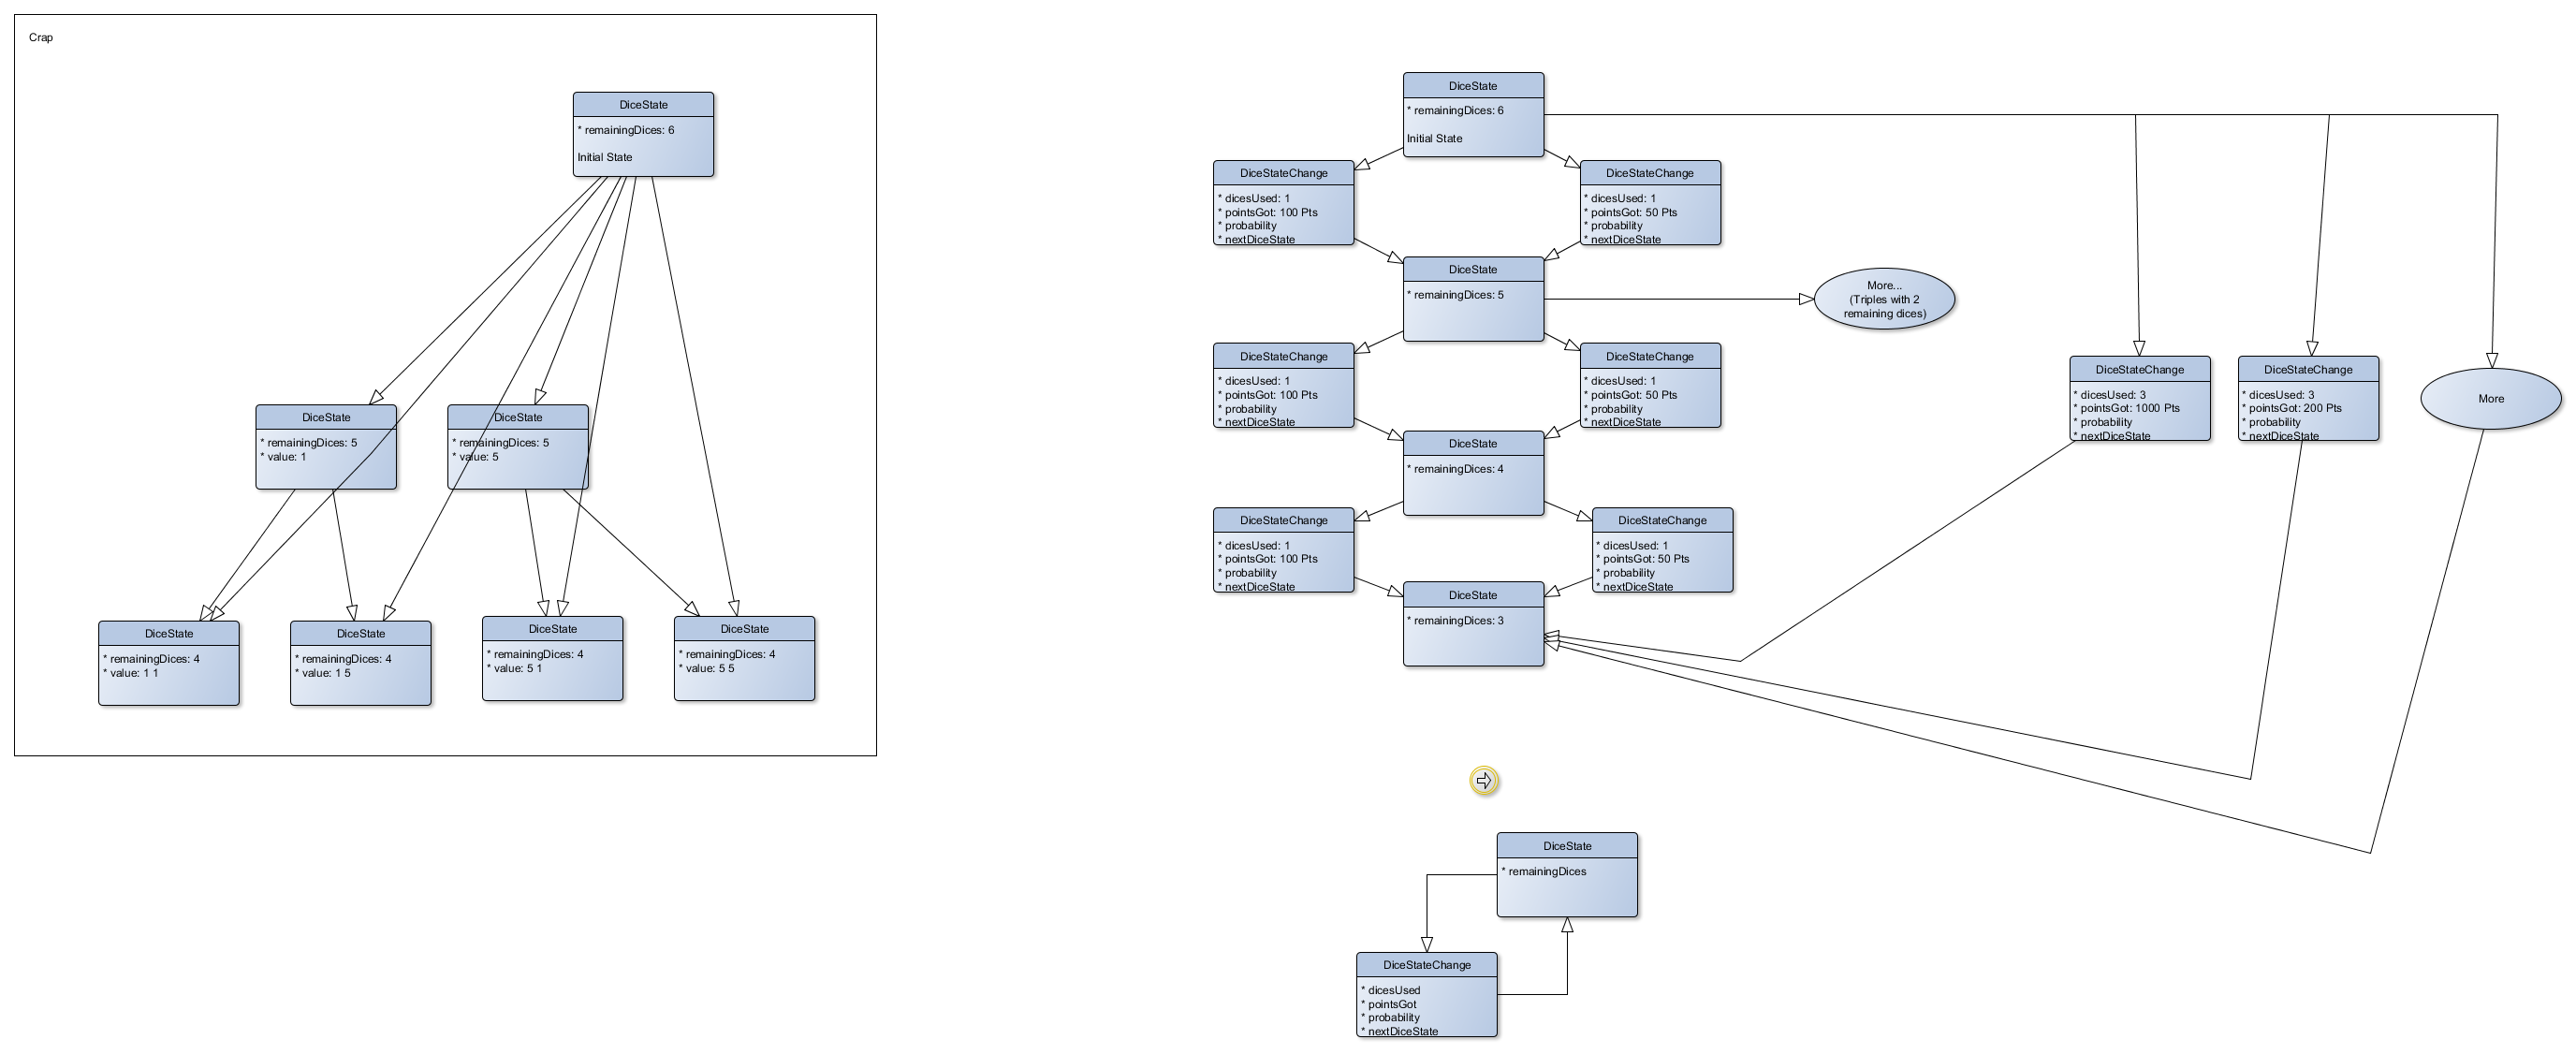 Crap
DiceState
* remainingDices: 6
Initial State
DiceState
* remainingDices: 5
* value: 1
DiceState
* remainingDices: 5
* value: 5
DiceState
* remainingDices: 4
* value: 1 1
DiceState
* remainingDices: 4
* value: 1 5
DiceState
* remainingDices: 4
* value: 5 1
DiceState
* remainingDices: 4
* value: 5 5
DiceState
* remainingDices: 6
Initial State
DiceStateChange
* dicesUsed: 1
* pointsGot: 100 Pts
* probability
* nextDiceState
DiceStateChange
* dicesUsed: 1
* pointsGot: 50 Pts
* probability
* nextDiceState
DiceState
* remainingDices: 5
More...
(Triples with 2
remaining dices)
DiceStateChange
* dicesUsed: 1
* pointsGot: 100 Pts
* probability
* nextDiceState
DiceStateChange
* dicesUsed: 1
* pointsGot: 50 Pts
* probability
* nextDiceState
DiceStateChange
* dicesUsed: 3
* pointsGot: 1000 Pts
* probability
* nextDiceState
DiceStateChange
* dicesUsed: 3
* pointsGot: 200 Pts
* probability
* nextDiceState
More
DiceState
* remainingDices: 4
DiceStateChange
* dicesUsed: 1
* pointsGot: 100 Pts
* probability
* nextDiceState
DiceStateChange
* dicesUsed: 1
* pointsGot: 50 Pts
* probability
* nextDiceState
DiceState
* remainingDices: 3
DiceState
* remainingDices
DiceStateChange
* dicesUsed
* pointsGot
* probability
* nextDiceState